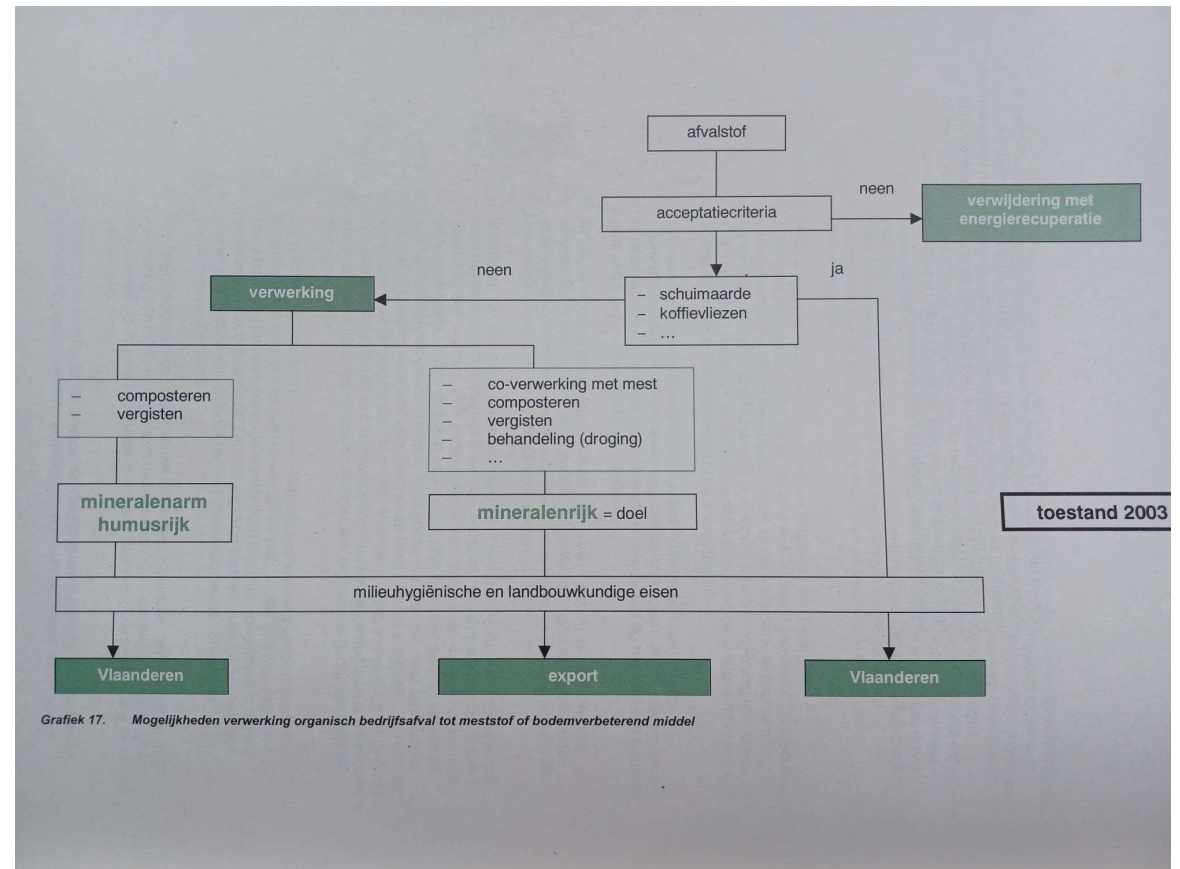 afvalstof
acceptatiecriteria
neen
verwijdering met
energierecuperatie
neen
ja
verwerking
– schuimaarde
– koffievliezen
– ...
– composteren
– vergisten
– co-verwerking met mest
– composteren
– vergisten
– behandeling (droging)
– ...
mineralenarm
humusrijk
mineralenrijk = doel
toestand 2003
milieuhygiënische en landbouwkundige eisen
Vlaanderen
export
Vlaanderen
Grafiek 17. Mogelijkheden verwerking organisch bedrijfsafval tot meststof of bodemverbeterend middel